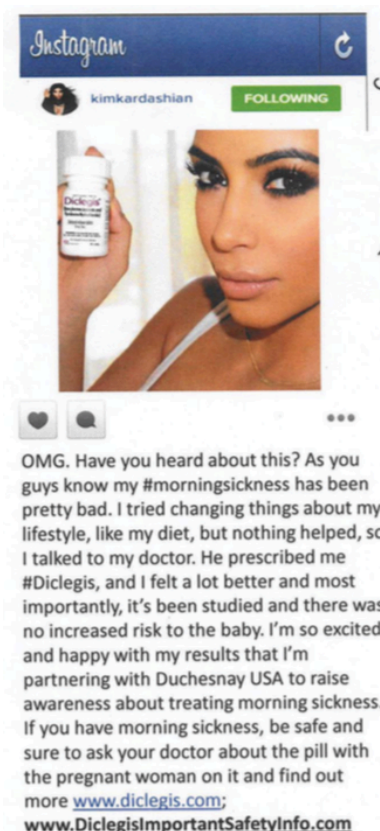 Instagram
kimkardashian
FOLLOWING
Diclegis
OMG. Have you heard about this? As you
guys know my #morningsickness has been
pretty bad. I tried changing things about my
lifestyle, like my diet, but nothing helped, so
I talked to my doctor. He prescribed me
#Diclegis, and I felt a lot better and most
importantly, it's been studied and there was
no increased risk to the baby. I'm so excited
and happy with my results that I'm
partnering with Duchesnay USA to raise
awareness about treating morning sickness.
If you have morning sickness, be safe and
sure to ask your doctor about the pill with
the pregnant woman on it and find out
more www.diclegis.com;
www.DiclegisImportantSafetyInfo.com